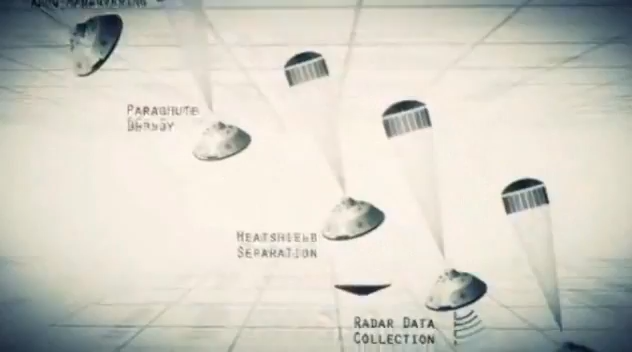 PARACHUTE
DEPLOY
HEATSHIELD
SEPARATION
RADAR DATA
COLLECTION